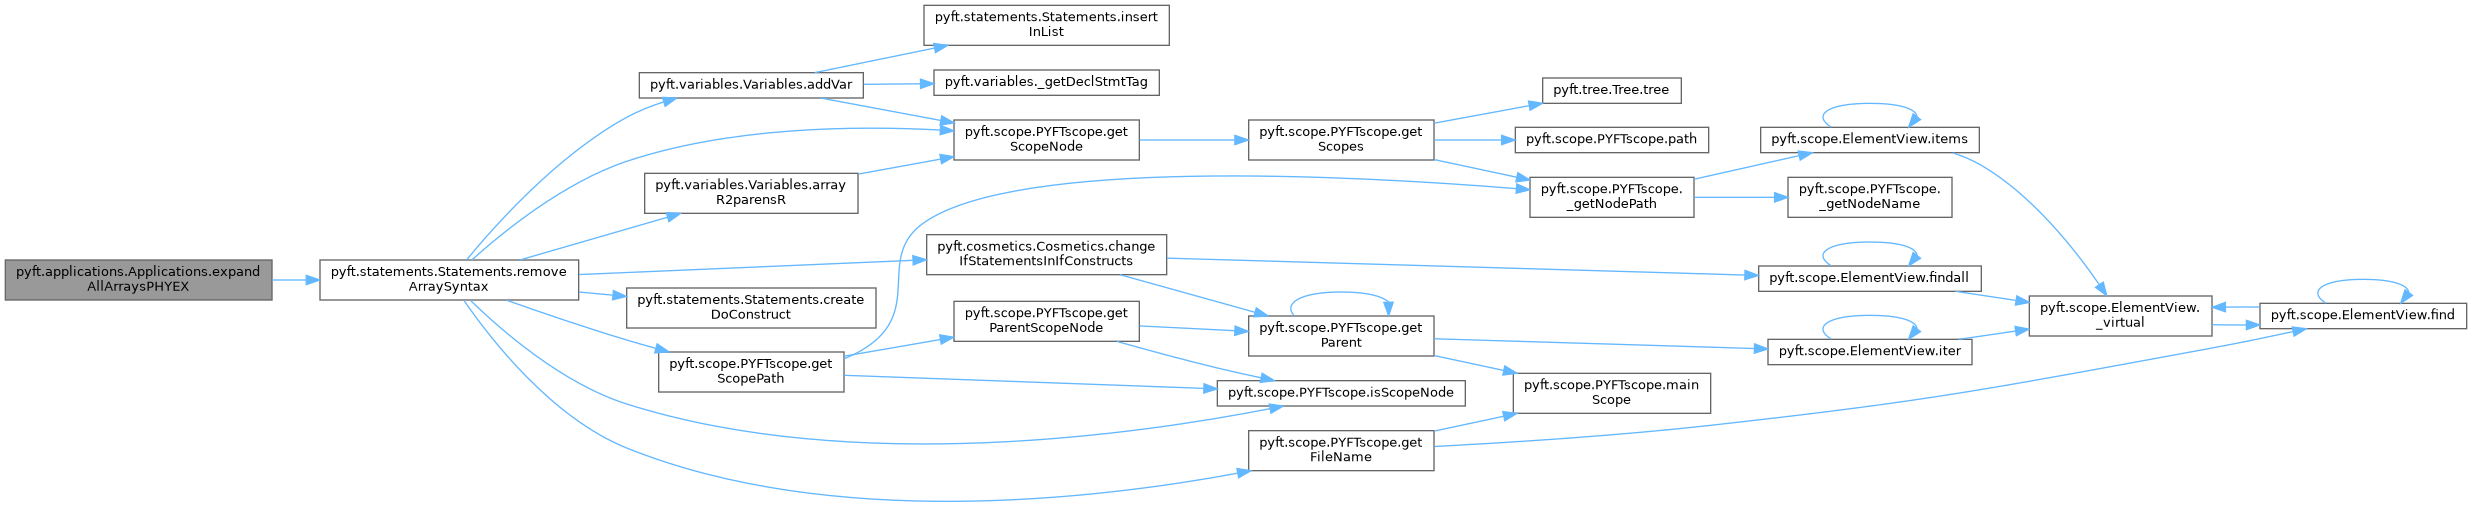 pyft.applications.Applications.expand
AllArraysPHYEX
pyft.statements.Statements.remove
ArraySyntax
pyft.variables.Variables.addVar
pyft.variables.Variables.array
R2parensR
pyft.statements.Statements.create
DoConstruct
pyft.scope.PYFTscope.get
ScopePath
pyft.statements.Statements.insert
InList
pyft.variables._getDeclStmtTag
pyft.scope.PYFTscope.get
ScopeNode
pyft.cosmetics.Cosmetics.change
IfStatementsInIfConstructs
pyft.scope.PYFTscope.get
ParentScopeNode
pyft.scope.PYFTscope.get
Scopes
pyft.scope.PYFTscope.get
Parent
pyft.scope.PYFTscope.isScopeNode
pyft.scope.PYFTscope.get
FileName
pyft.tree.Tree.tree
pyft.scope.PYFTscope.path
pyft.scope.PYFTscope.
_getNodePath
pyft.scope.PYFTscope.main
Scope
pyft.scope.ElementView.items
pyft.scope.PYFTscope.
_getNodeName
pyft.scope.ElementView.findall
pyft.scope.ElementView.iter
pyft.scope.ElementView.
_virtual
pyft.scope.ElementView.find